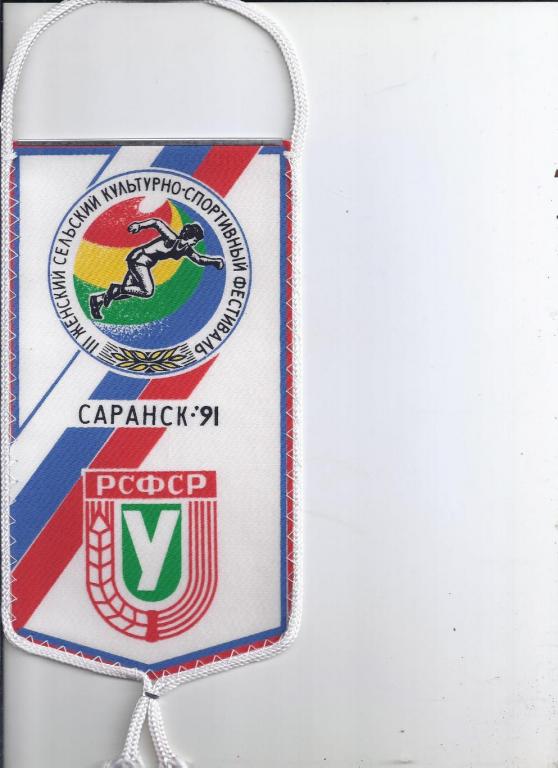 III ЖЕНСКИЙ СЕЛЬСКИЙ КУЛЬТУРНО-СПОРТИВНЫЙ ФЕСТИВАЛЬ
САРАНСК·'91
РСФСР
У